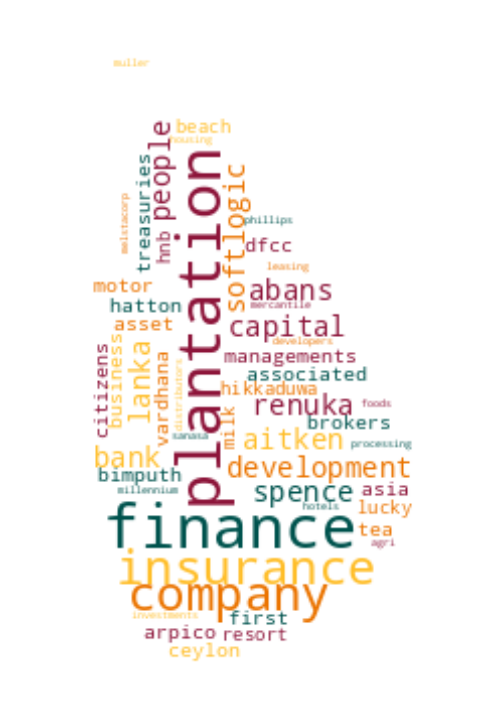 muller
beach
housing
people
treasuries
melstacorp
hnb
plantation
softlogic
phillips
dfcc
leasing
motor
abans
mercantile
hatton
asset
capital
developers
citizens
business
lanka
vardhana
distributors
managements
associated
hikkaduwa
renuka
foods
milk
brokers
sanasa
aitken
processing
bank
development
bimputh
millennium
spence
asia
hotels
lucky
finance
tea
agri
insurance
company
investments
first
arpico
resort
ceylon